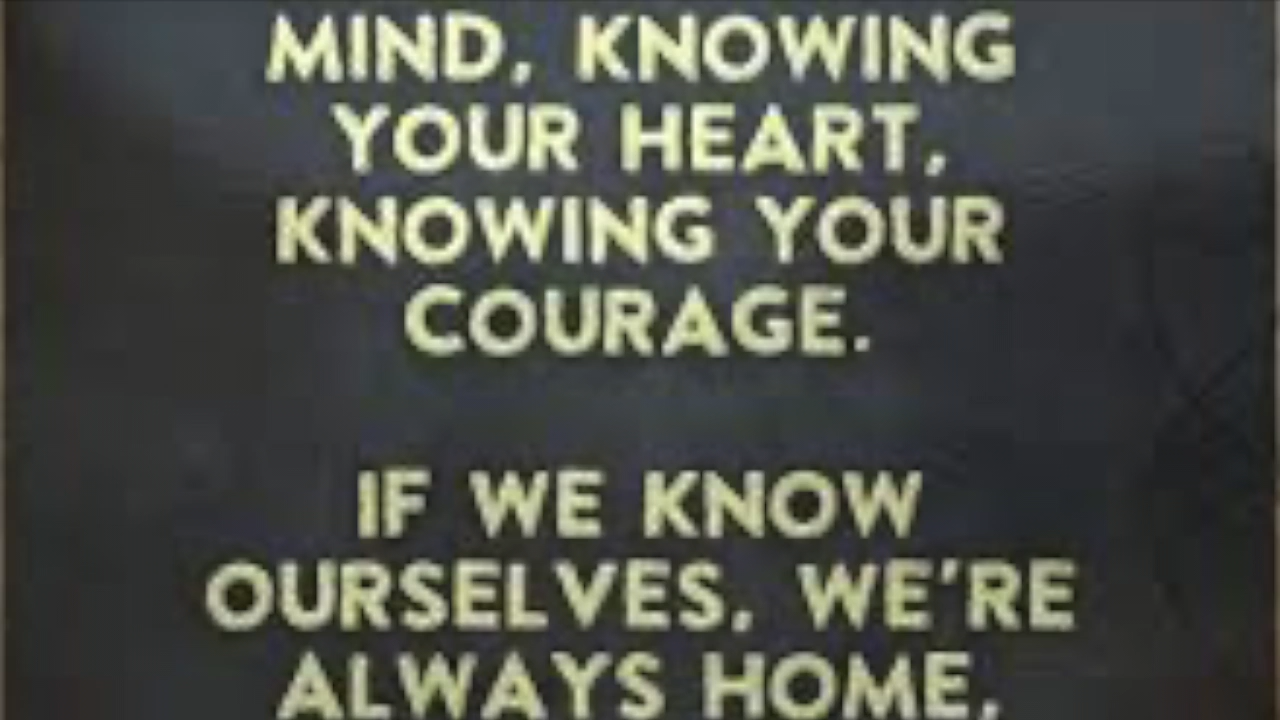 MIND, KNOWING
YOUR HEART,
KNOWING YOUR
COURAGE.
IF WE KNOW
OURSELVES, WE'RE
ALWAYS HOME,